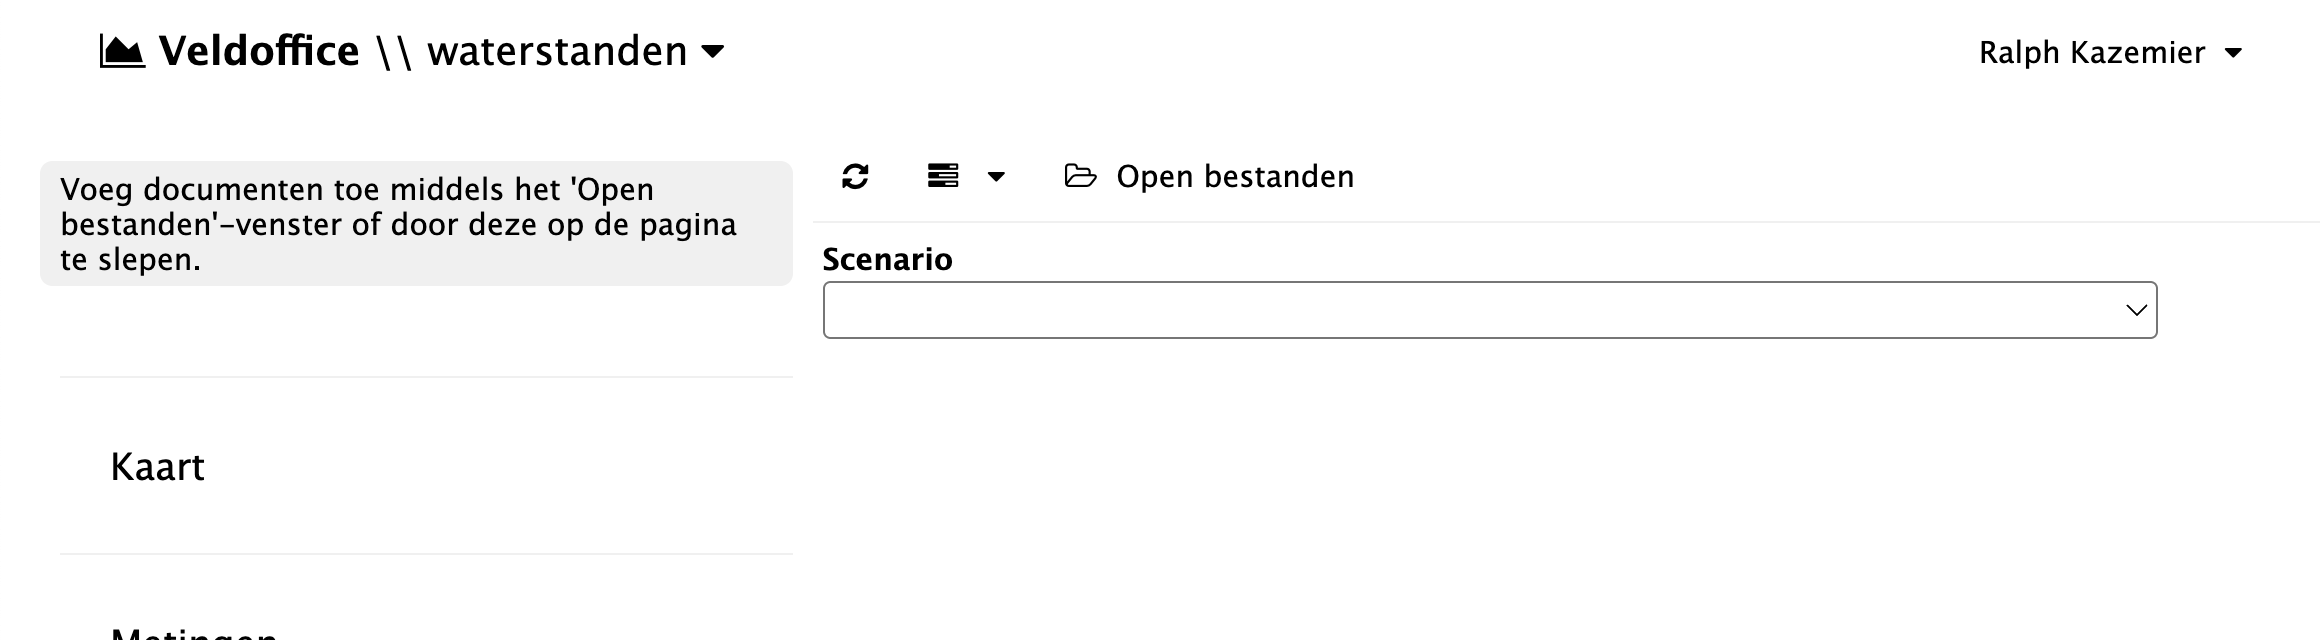 Veldoffice \\ waterstanden
Ralph Kazemier
Voeg documenten toe middels het 'Open
bestanden'-venster of door deze op de pagina
te slepen.
Open bestanden
Scenario
Kaart
Metingen